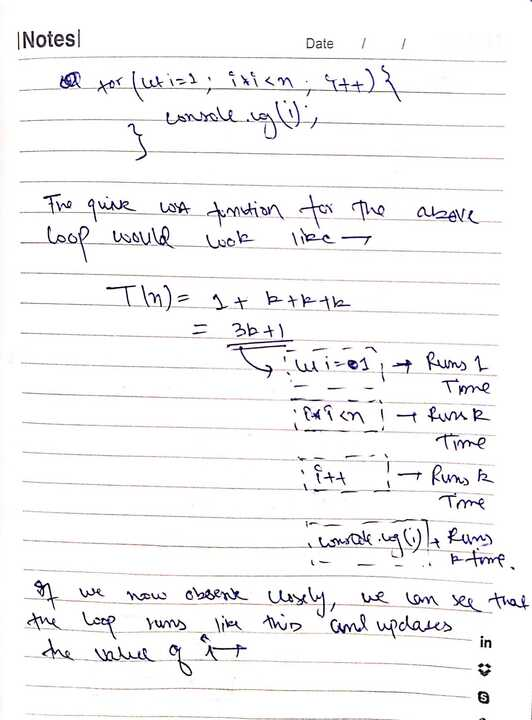 |Notes|
Date / /
for (let i=1; i*i<n; i++) {
console.log(i);
}
The quick cost function for the above
loop would look like →
T(n) = 1 + k+k+k
= 3k+1
let i=1 → Runs 1
Time
i*i<n → Runs k
Time
i++ → Runs k
Time
console.log(i) → Runs
k time.
If we now observe closely, we can see that
the loop runs like this and updates
the value of i →
in